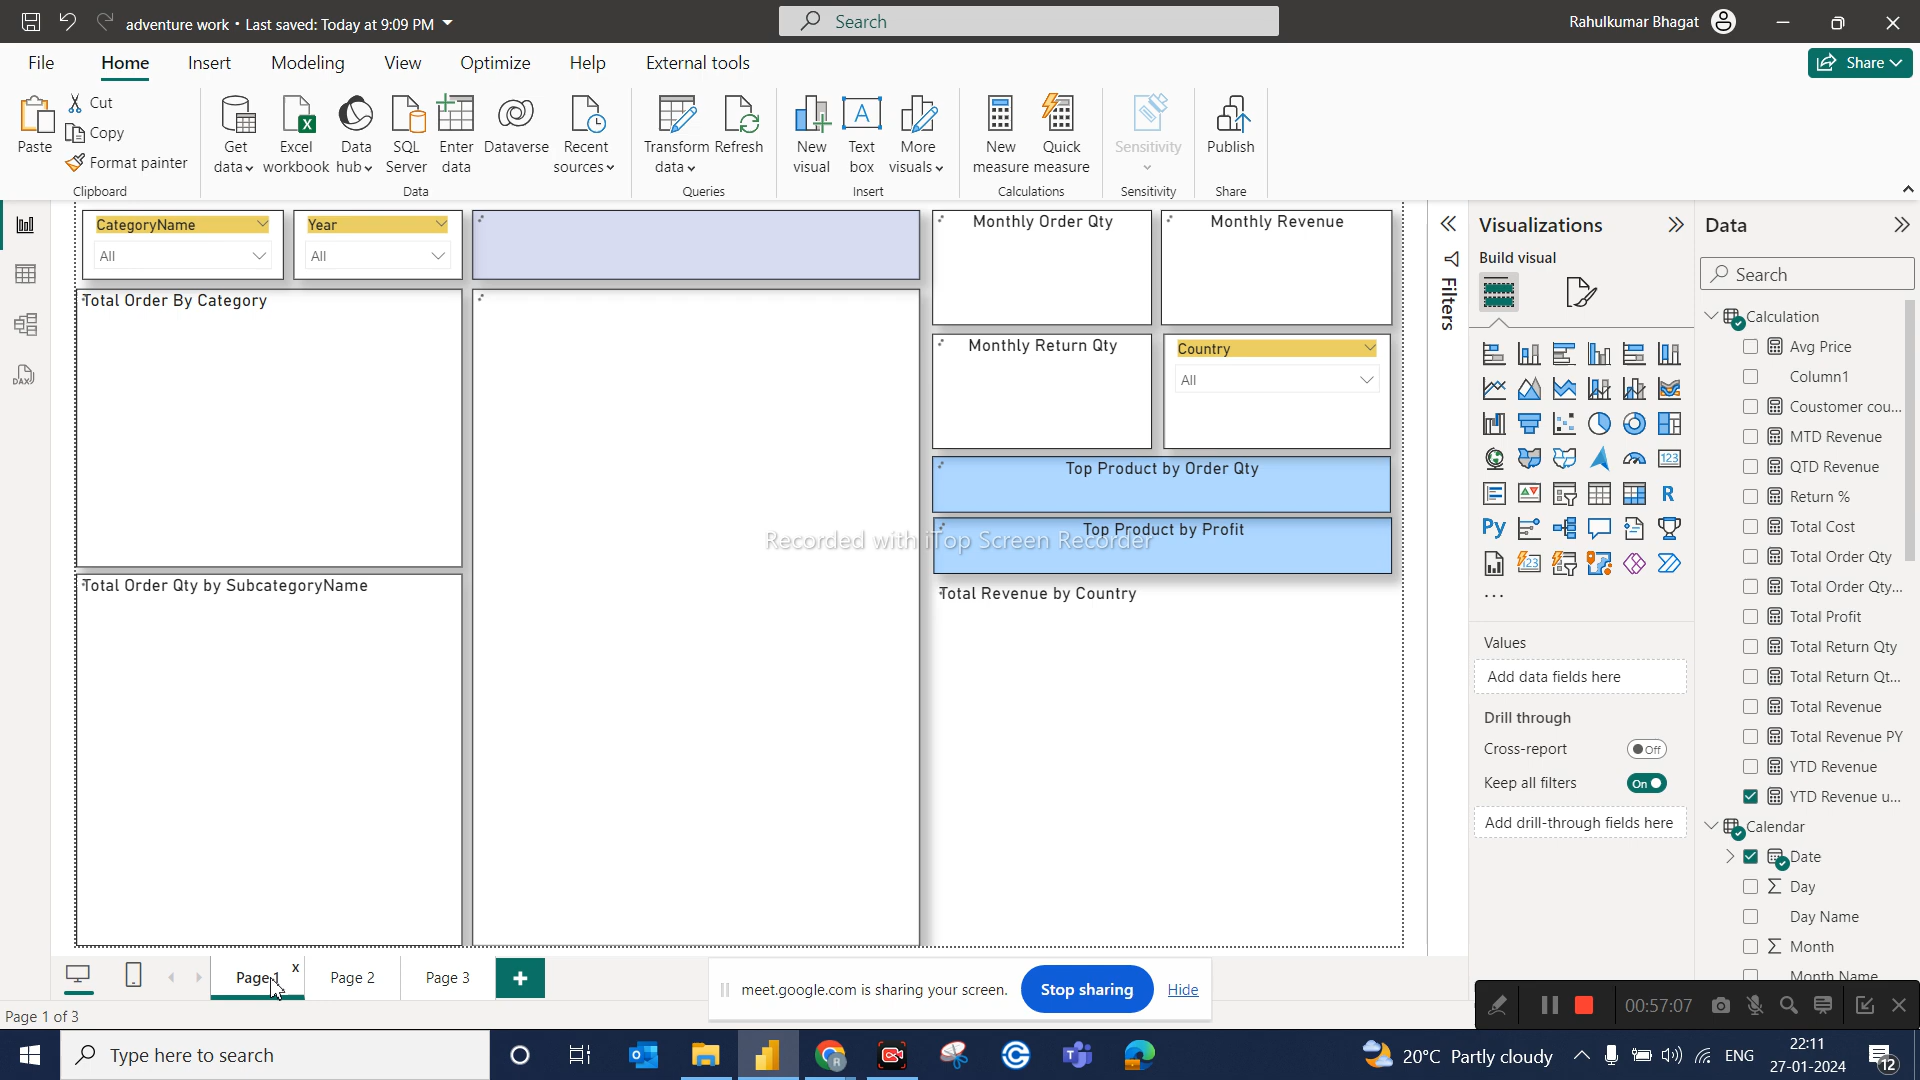 adventure work • Last saved: Today at 9:09 PM
Search
Rahulkumar Bhagat
File Home Insert Modeling View Optimize Help External tools
Share
Paste
Cut
Copy
Format painter
Clipboard
Get data
Excel workbook
Data hub
SQL Server
Enter data
Dataverse
Recent sources
Data
Transform data
Refresh
Queries
New visual
Text box
More visuals
Insert
New measure
Quick measure
Calculations
Sensitivity
Sensitivity
Publish
Share
CategoryName
All
Year
All
Monthly Order Qty
Monthly Revenue
Total Order By Category
Monthly Return Qty
Country
All
Top Product by Order Qty
Top Product by Profit
Recorded with iTop Screen Recorder
Total Order Qty by SubcategoryName
Total Revenue by Country
Filters
Visualizations
Build visual
123
R
Py
123
...
Values
Add data fields here
Drill through
Cross-report
Off
Keep all filters
On
Add drill-through fields here
Data
Search
Calculation
Avg Price
Column1
Coustomer cou...
MTD Revenue
QTD Revenue
Return %
Total Cost
Total Order Qty
Total Order Qty...
Total Profit
Total Return Qty
Total Return Qt...
Total Revenue
Total Revenue PY
YTD Revenue
YTD Revenue u...
Calendar
Date
Day
Day Name
Month
Month Name
DAX
Page 1
x
Page 2
Page 3
+
meet.google.com is sharing your screen.
Stop sharing
Hide
00:57:07
Page 1 of 3
Type here to search
20°C Partly cloudy
ENG
22:11
27-01-2024
12